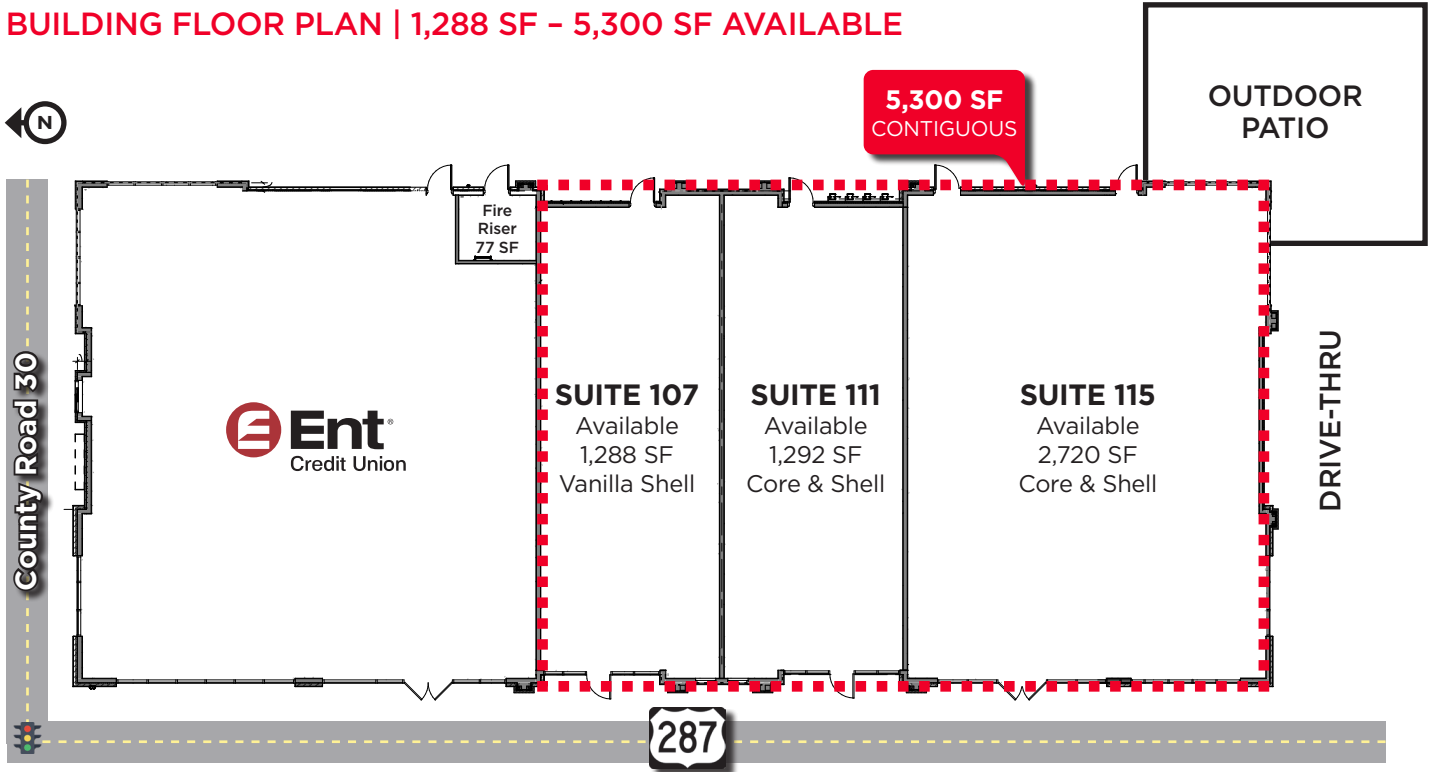 BUILDING FLOOR PLAN | 1,288 SF – 5,300 SF AVAILABLE
N
5,300 SF
CONTIGUOUS
OUTDOOR
PATIO
Fire
Riser
77 SF
County Road 30
Ent®
Credit Union
SUITE 107
Available
1,288 SF
Vanilla Shell
SUITE 111
Available
1,292 SF
Core & Shell
SUITE 115
Available
2,720 SF
Core & Shell
DRIVE-THRU
287